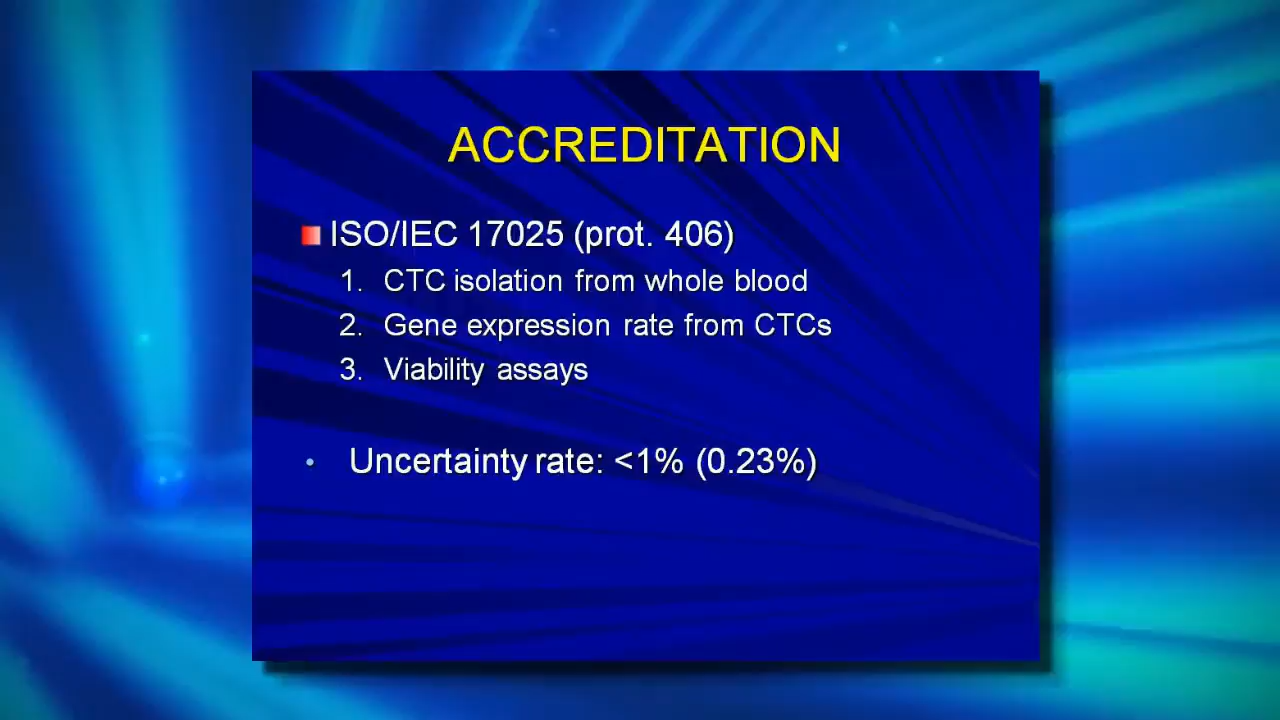 ACCREDITATION
ISO/IEC 17025 (prot. 406)
1. CTC isolation from whole blood
2. Gene expression rate from CTCs
3. Viability assays
• Uncertainty rate: <1% (0.23%)